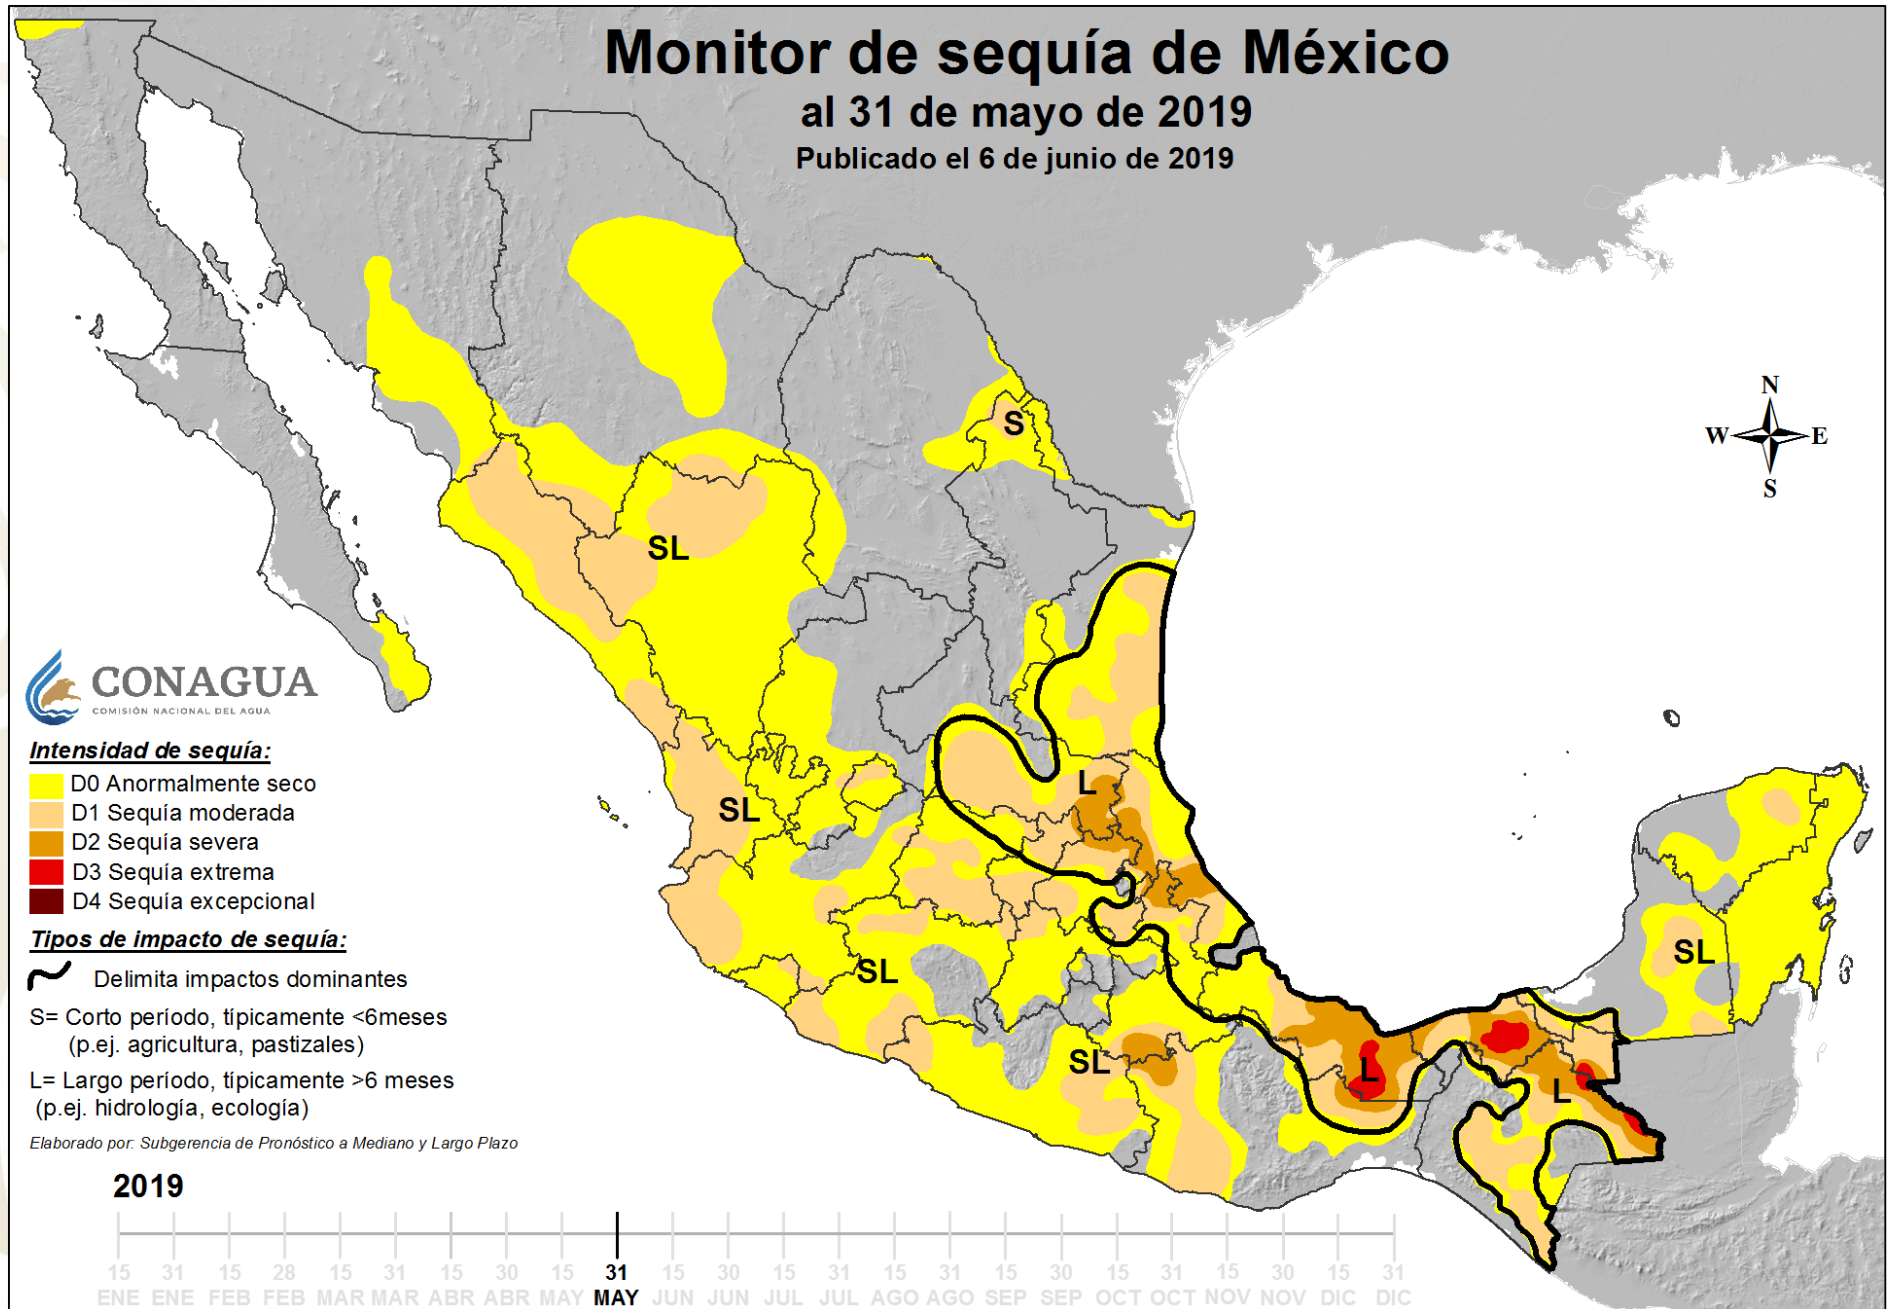 Monitor de sequía de México
al 31 de mayo de 2019
Publicado el 6 de junio de 2019
N
W E
S
S
SL
L
SL
SL
SL
SL
L
L
CONAGUA
COMISIÓN NACIONAL DEL AGUA
Intensidad de sequía:
D0 Anormalmente seco
D1 Sequía moderada
D2 Sequía severa
D3 Sequía extrema
D4 Sequía excepcional
Tipos de impacto de sequía:
Delimita impactos dominantes
S= Corto período, típicamente <6meses
(p.ej. agricultura, pastizales)
L= Largo período, típicamente >6 meses
(p.ej. hidrología, ecología)
Elaborado por: Subgerencia de Pronóstico a Mediano y Largo Plazo
2019
15 31 15 28 15 31 15 30 15 31 15 30 15 31 15 31 15 30 15 31 15 30 15 31
ENE ENE FEB FEB MAR MAR ABR ABR MAY MAY JUN JUN JUL JUL AGO AGO SEP SEP OCT OCT NOV NOV DIC DIC